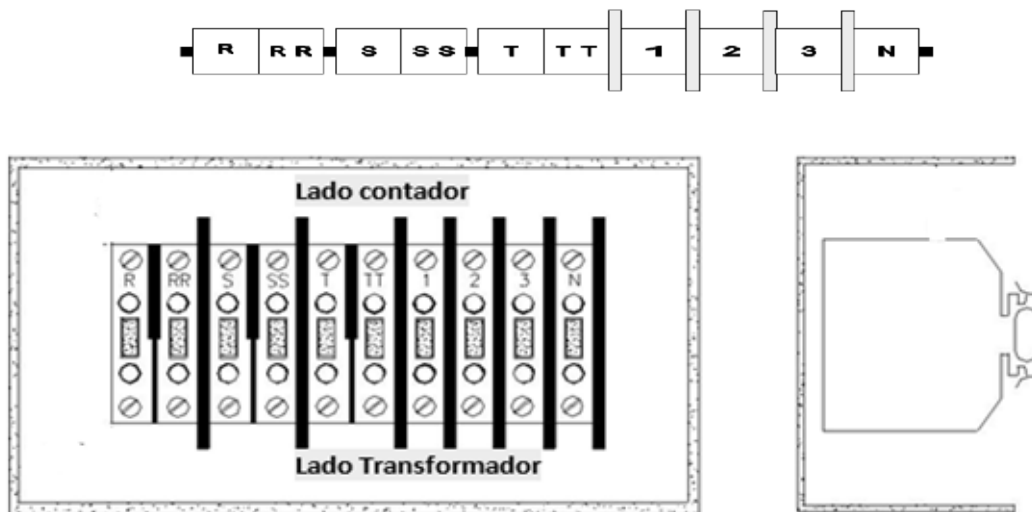 R RR S SS T TT 1 2 3 N
Lado contador
R RR S SS T TT 1 2 3 N
Lado Transformador